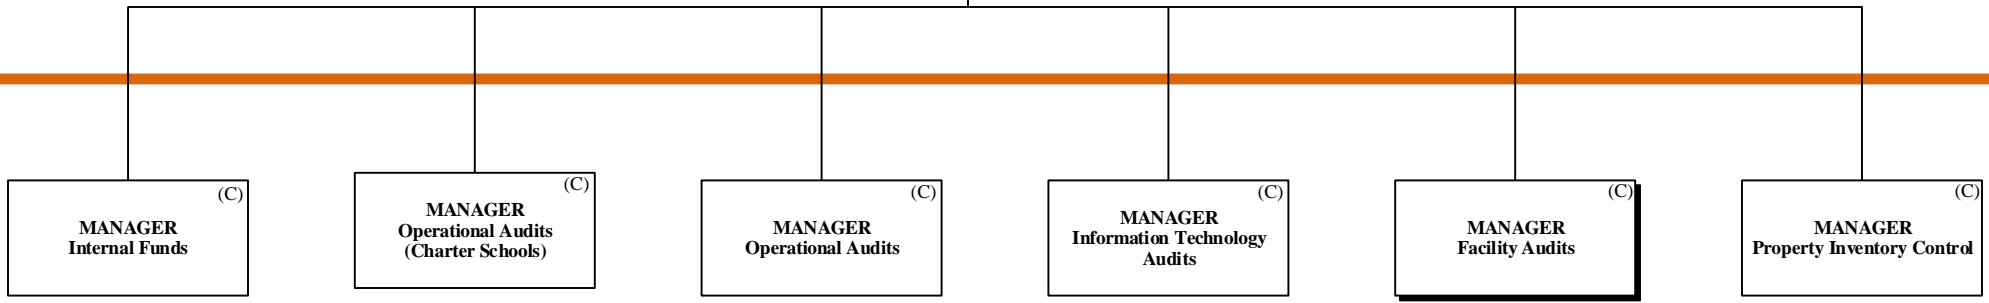 (C)
MANAGER
Internal Funds
(C)
MANAGER
Operational Audits
(Charter Schools)
(C)
MANAGER
Operational Audits
(C)
MANAGER
Information Technology
Audits
(C)
MANAGER
Facility Audits
(C)
MANAGER
Property Inventory Control